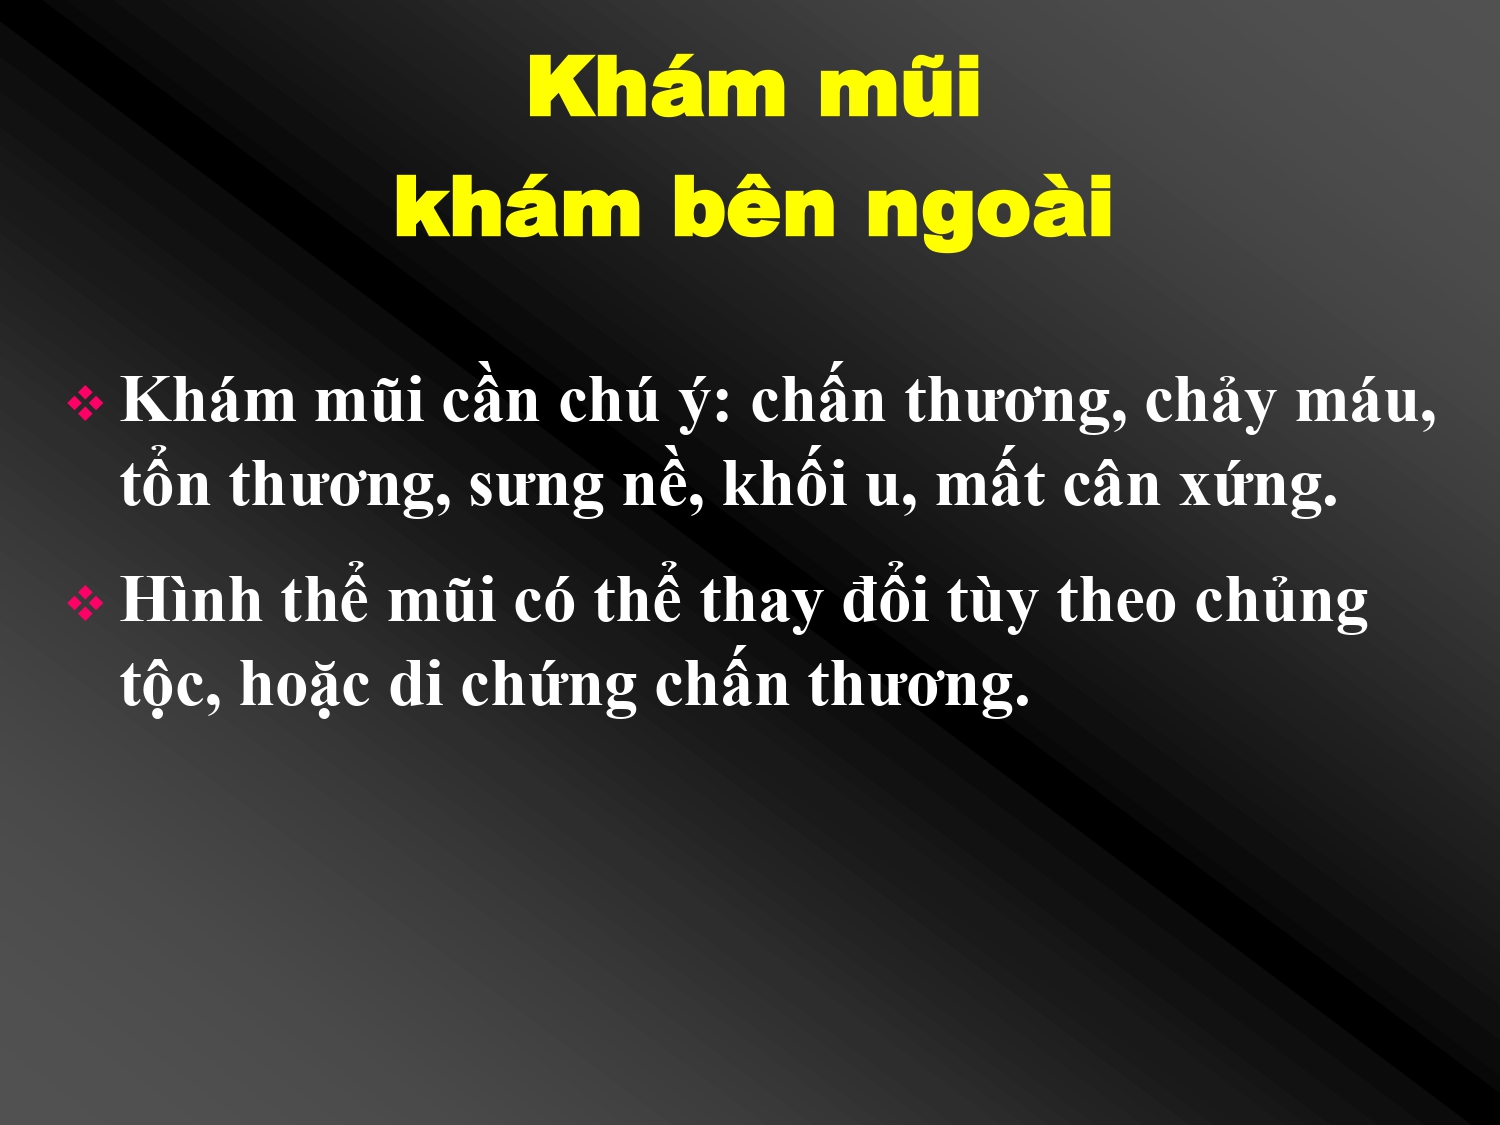 Khám mũi
khám bên ngoài
❖ Khám mũi cần chú ý: chấn thương, chảy máu,
tổn thương, sưng nề, khối u, mất cân xứng.
❖ Hình thể mũi có thể thay đổi tùy theo chủng
tộc, hoặc di chứng chấn thương.